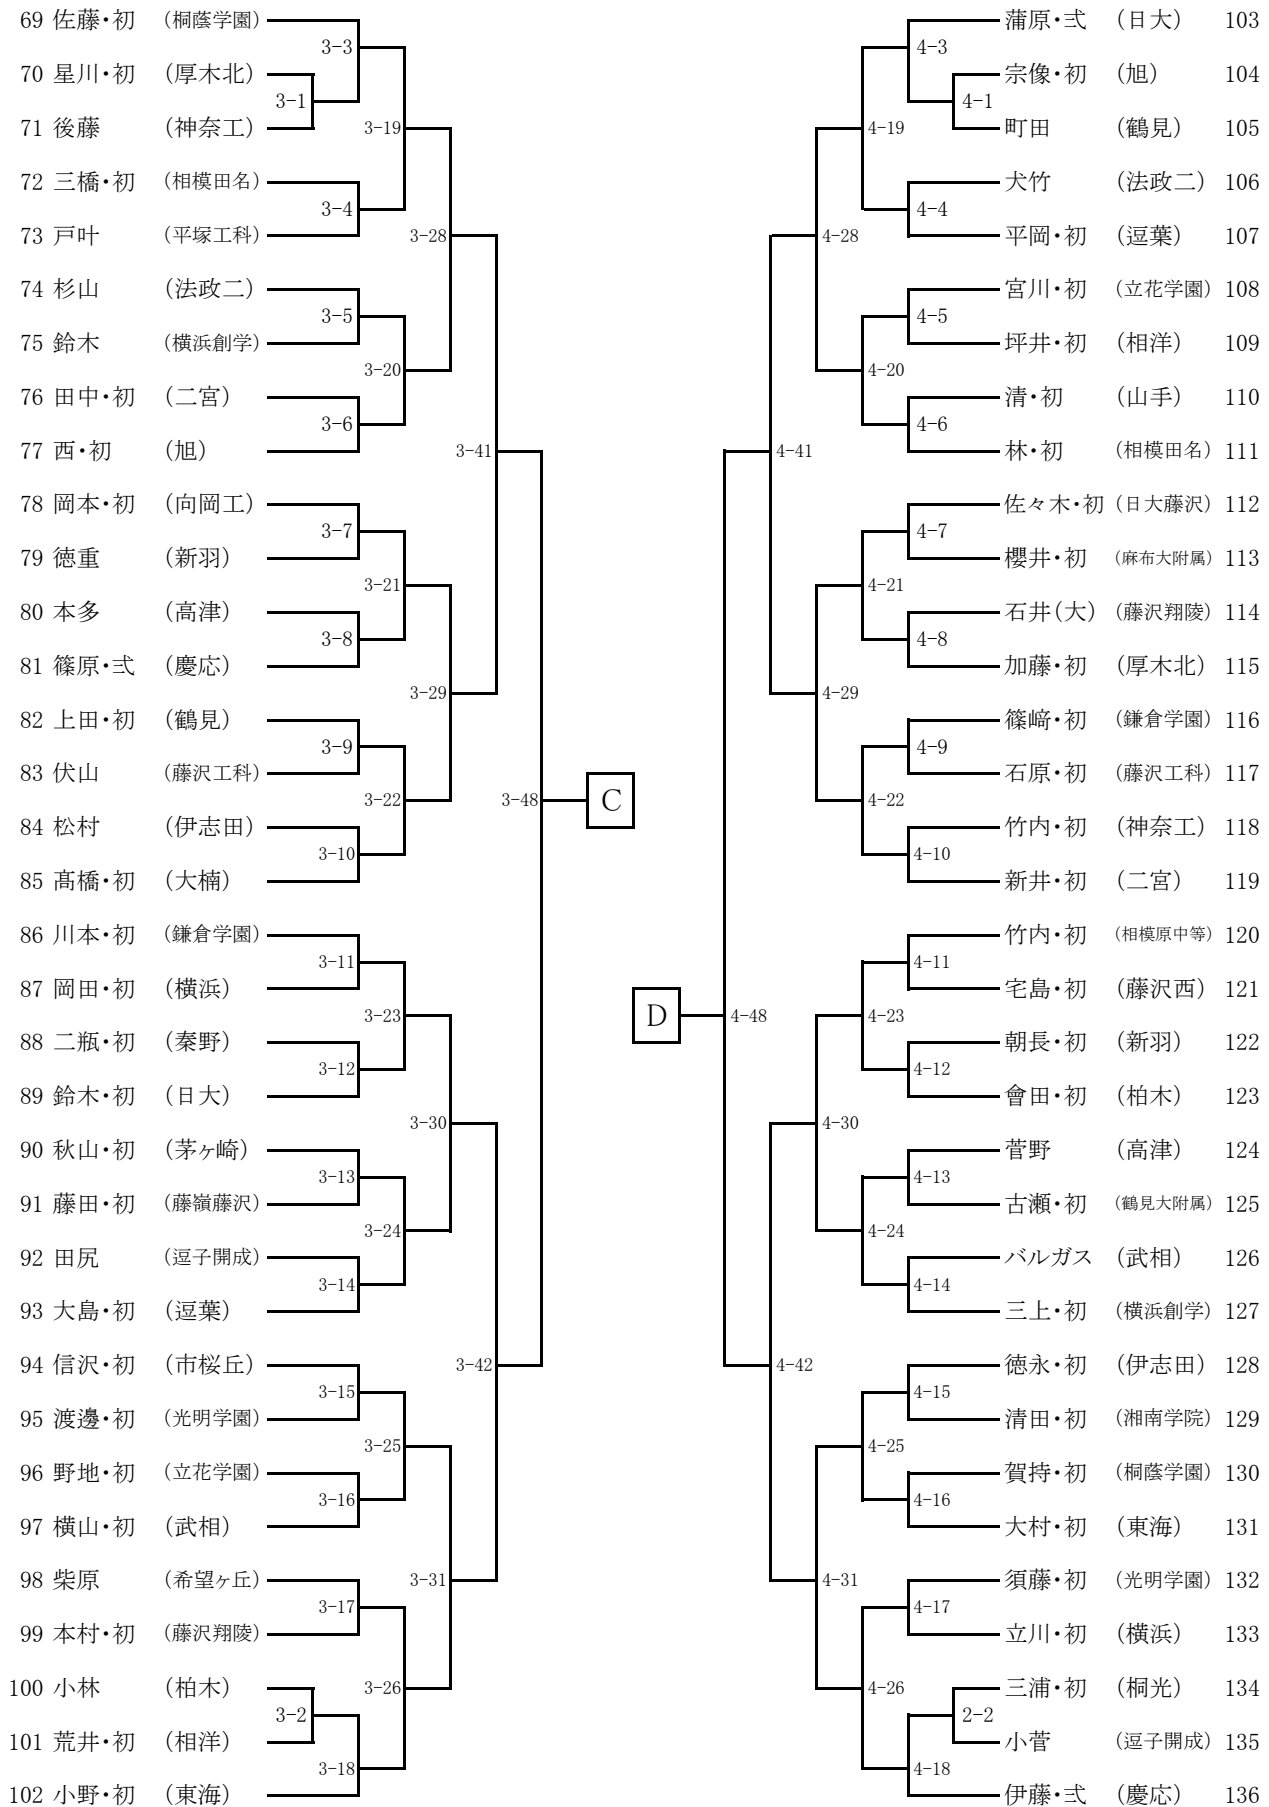 69 佐藤・初 （桐蔭学園）
3-3
70 星川・初 （厚木北）
3-1
71 後藤 （神奈工）
3-19
72 三橋・初 （相模田名）
3-4
73 戸叶 （平塚工科）
3-28
74 杉山 （法政二）
3-5
75 鈴木 （横浜創学）
3-20
76 田中・初 （二宮）
3-6
77 西・初 （旭）
3-41
78 岡本・初 （向岡工）
3-7
79 徳重 （新羽）
3-21
80 本多 （高津）
3-8
81 篠原・弍 （慶応）
3-29
82 上田・初 （鶴見）
3-9
83 伏山 （藤沢工科）
3-22
3-48
C
84 松村 （伊志田）
3-10
85 髙橋・初 （大楠）
86 川本・初 （鎌倉学園）
3-11
87 岡田・初 （横浜）
3-23
88 二瓶・初 （秦野）
3-12
89 鈴木・初 （日大）
3-30
90 秋山・初 （茅ヶ崎）
3-13
91 藤田・初 （藤嶺藤沢）
3-24
92 田尻 （逗子開成）
3-14
93 大島・初 （逗葉）
94 信沢・初 （市桜丘）
3-42
3-15
95 渡邊・初 （光明学園）
3-25
96 野地・初 （立花学園）
3-16
97 横山・初 （武相）
98 柴原 （希望ヶ丘）
3-31
3-17
99 本村・初 （藤沢翔陵）
100 小林 （柏木）
3-26
3-2
101 荒井・初 （相洋）
3-18
102 小野・初 （東海）
蒲原・弍 （日大） 103
4-3
宗像・初 （旭） 104
4-1
町田 （鶴見） 105
4-19
犬竹 （法政二） 106
4-4
平岡・初 （逗葉） 107
4-28
宮川・初 （立花学園） 108
4-5
坪井・初 （相洋） 109
4-20
清・初 （山手） 110
4-6
林・初 （相模田名） 111
4-41
佐々木・初 （日大藤沢） 112
4-7
櫻井・初 （麻布大附属） 113
4-21
石井（大） （藤沢翔陵） 114
4-8
加藤・初 （厚木北） 115
4-29
篠﨑・初 （鎌倉学園） 116
4-9
石原・初 （藤沢工科） 117
4-22
竹内・初 （神奈工） 118
4-10
新井・初 （二宮） 119
竹内・初 （相模原中等） 120
4-11
宅島・初 （藤沢西） 121
D
4-48
4-23
朝長・初 （新羽） 122
4-12
會田・初 （柏木） 123
4-30
菅野 （高津） 124
4-13
古瀬・初 （鶴見大附属） 125
4-24
バルガス （武相） 126
4-14
三上・初 （横浜創学） 127
4-42
徳永・初 （伊志田） 128
4-15
清田・初 （湘南学院） 129
4-25
賀持・初 （桐蔭学園） 130
4-16
大村・初 （東海） 131
4-31
須藤・初 （光明学園） 132
4-17
立川・初 （横浜） 133
4-26
三浦・初 （桐光） 134
2-2
小菅 （逗子開成） 135
4-18
伊藤・弍 （慶応） 136